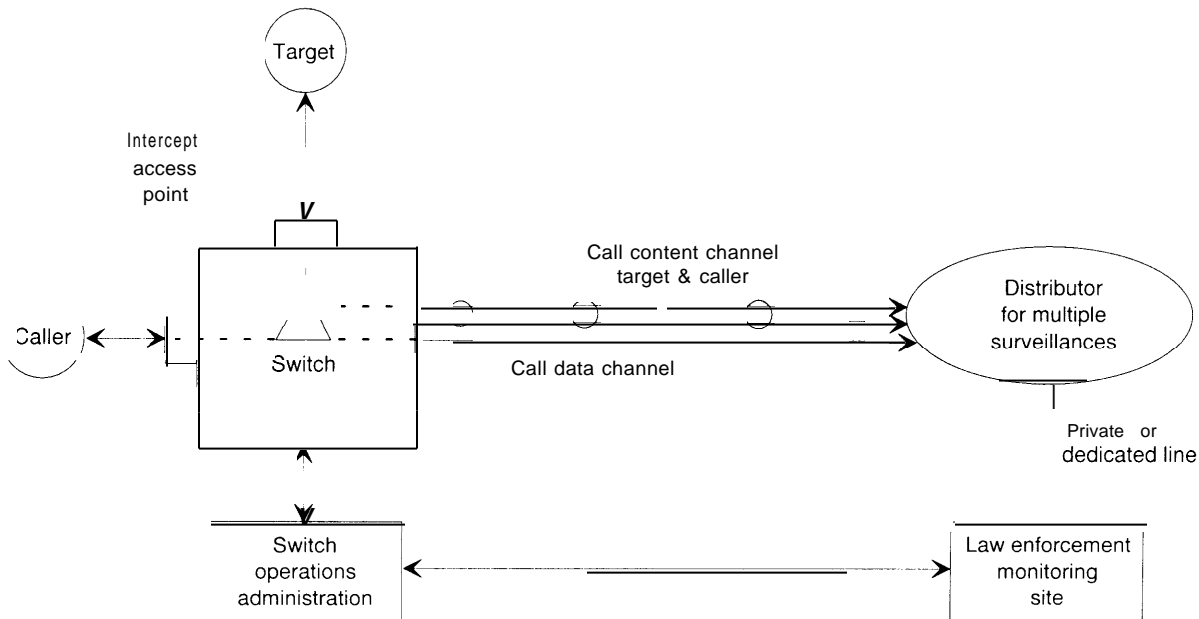 Target
Intercept
access
point
V
Call content channel
target & caller
Distributor
for multiple
surveillances
Caller
Switch
Call data channel
Private or
dedicated line
Switch
operations
administration
Law enforcement
monitoring
site